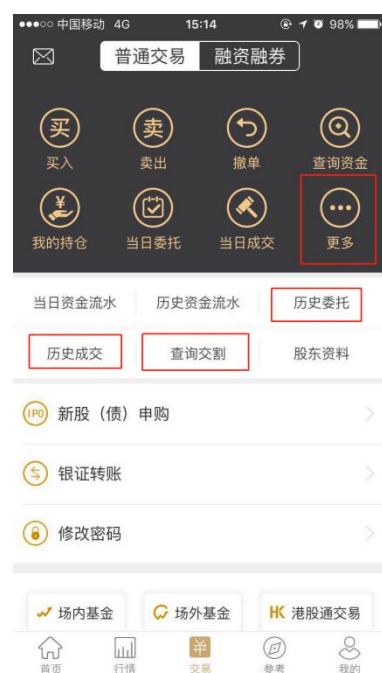 中国移动 4G 15:14 98%
普通交易 融资融券
买 卖
买入 卖出 撤单 查询资金
¥
我的持仓 当日委托 当日成交 更多
当日资金流水 历史资金流水 历史委托
历史成交 查询交割 股东资料
IPO 新股（债）申购
银证转账
修改密码
场内基金 场外基金 HK 港股通交易
首页 行情 交易 参考 我的